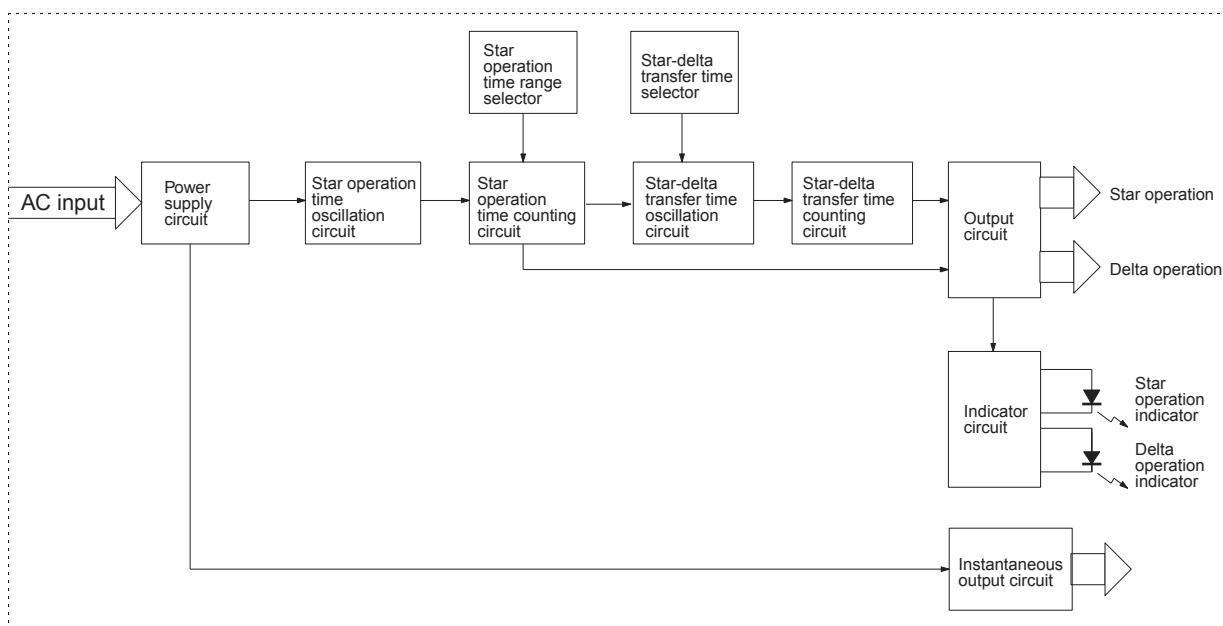 Star
operation
time range
selector
Star-delta
transfer time
selector
AC input
Power
supply
circuit
Star operation
time
oscillation
circuit
Star
operation
time counting
circuit
Star-delta
transfer time
oscillation
circuit
Star-delta
transfer time
counting
circuit
Output
circuit
Star operation
Delta operation
Indicator
circuit
Star
operation
indicator
Delta
operation
indicator
Instantaneous
output circuit